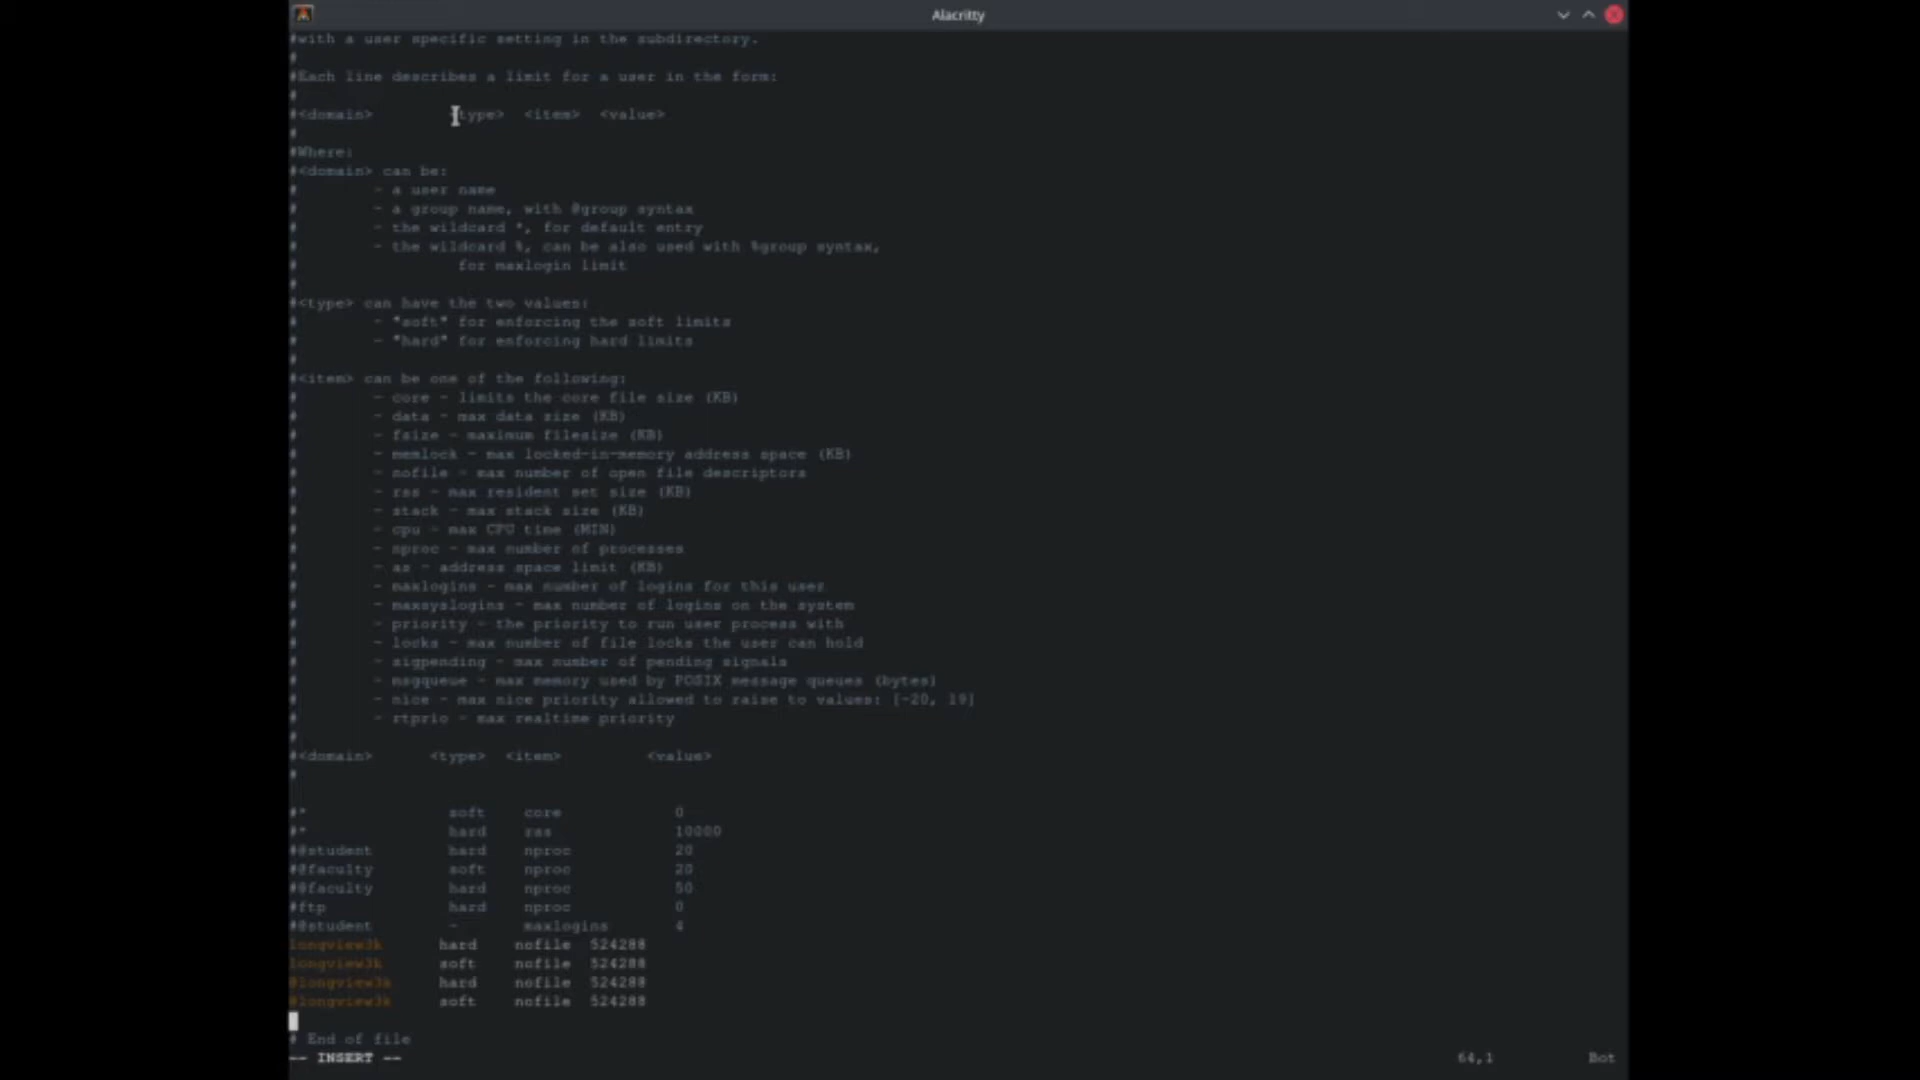 Alacritty
#with a user specific setting in the subdirectory.
#
#Each line describes a limit for a user in the form:
#
#<domain> <type> <item> <value>
#
#Where:
#<domain> can be:
# - a user name
# - a group name, with @group syntax
# - the wildcard *, for default entry
# - the wildcard %, can be also used with %group syntax,
# for maxlogin limit
#
#<type> can have the two values:
# - "soft" for enforcing the soft limits
# - "hard" for enforcing hard limits
#
#<item> can be one of the following:
# - core - limits the core file size (KB)
# - data - max data size (KB)
# - fsize - maximum filesize (KB)
# - memlock - max locked-in-memory address space (KB)
# - nofile - max number of open file descriptors
# - rss - max resident set size (KB)
# - stack - max stack size (KB)
# - cpu - max CPU time (MIN)
# - nproc - max number of processes
# - as - address space limit (KB)
# - maxlogins - max number of logins for this user
# - maxsyslogins - max number of logins on the system
# - priority - the priority to run user process with
# - locks - max number of file locks the user can hold
# - sigpending - max number of pending signals
# - msgqueue - max memory used by POSIX message queues (bytes)
# - nice - max nice priority allowed to raise to values: [-20, 19]
# - rtprio - max realtime priority
#
#<domain> <type> <item> <value>
#
#* soft core 0
#* hard rss 10000
#@student hard nproc 20
#@faculty soft nproc 20
#@faculty hard nproc 50
#ftp hard nproc 0
#@student - maxlogins 4
longview3k hard nofile 524288
longview3k soft nofile 524288
@longview3k hard nofile 524288
@longview3k soft nofile 524288
# End of file
-- INSERT -- 64,1 Bot